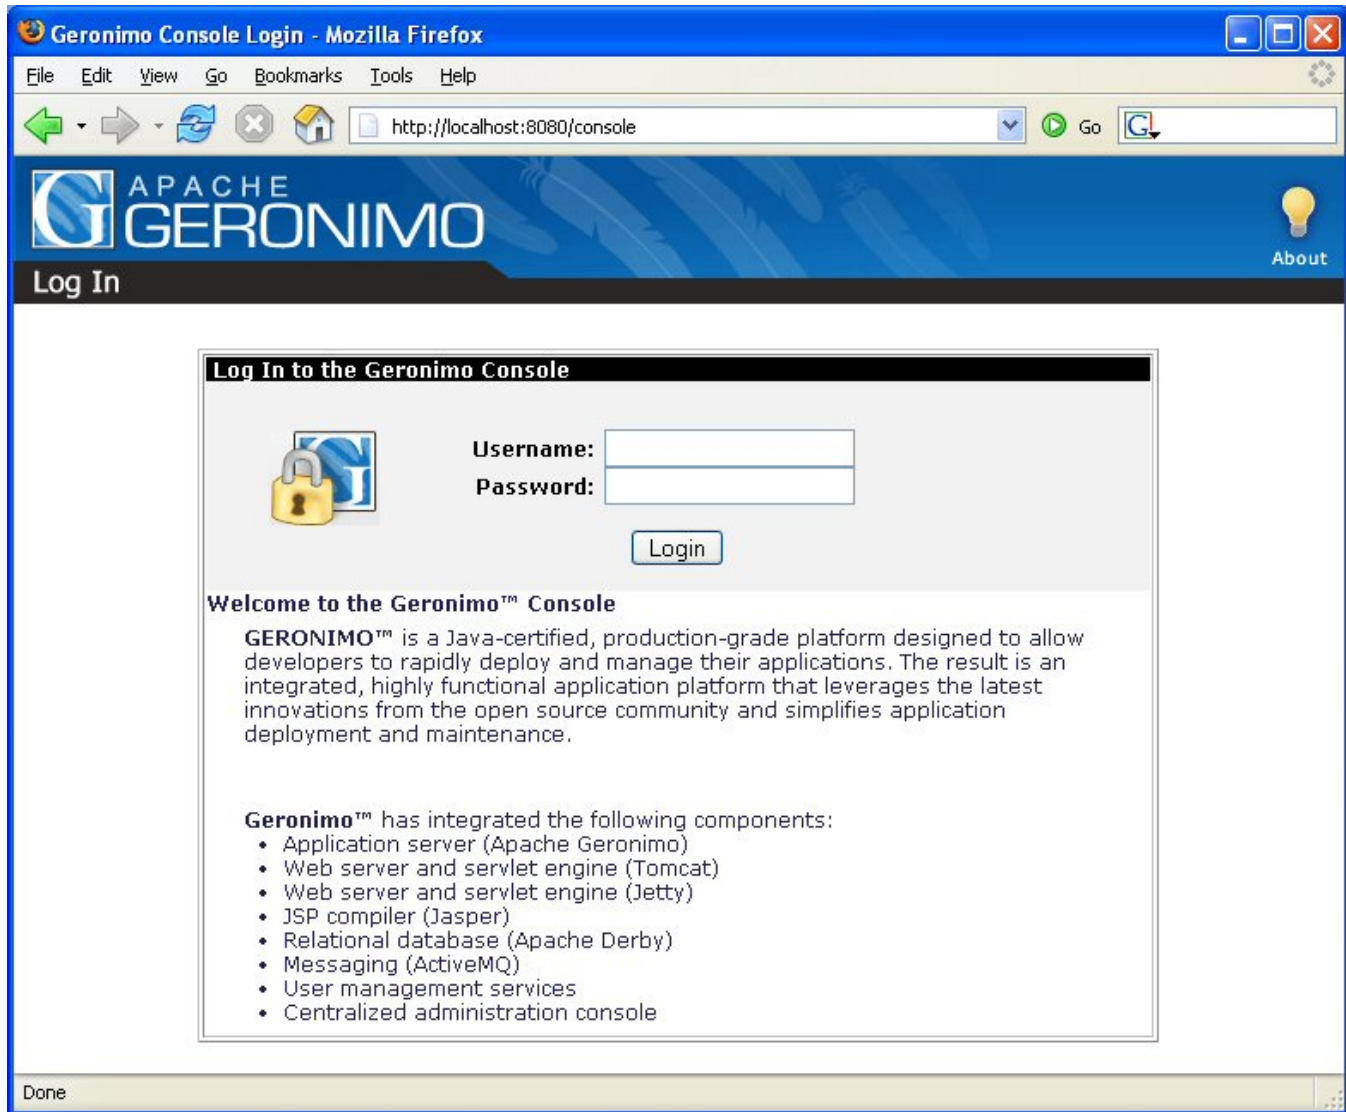 Geronimo Console Login - Mozilla Firefox
File Edit View Go Bookmarks Tools Help
http://localhost:8080/console Go G
G APACHE
GERONIMO
About
Log In
Log In to the Geronimo Console
G
Username:
Password:
Login
Welcome to the Geronimo™ Console
GERONIMO™ is a Java-certified, production-grade platform designed to allow
developers to rapidly deploy and manage their applications. The result is an
integrated, highly functional application platform that leverages the latest
innovations from the open source community and simplifies application
deployment and maintenance.
Geronimo™ has integrated the following components:
• Application server (Apache Geronimo)
• Web server and servlet engine (Tomcat)
• Web server and servlet engine (Jetty)
• JSP compiler (Jasper)
• Relational database (Apache Derby)
• Messaging (ActiveMQ)
• User management services
• Centralized administration console
Done